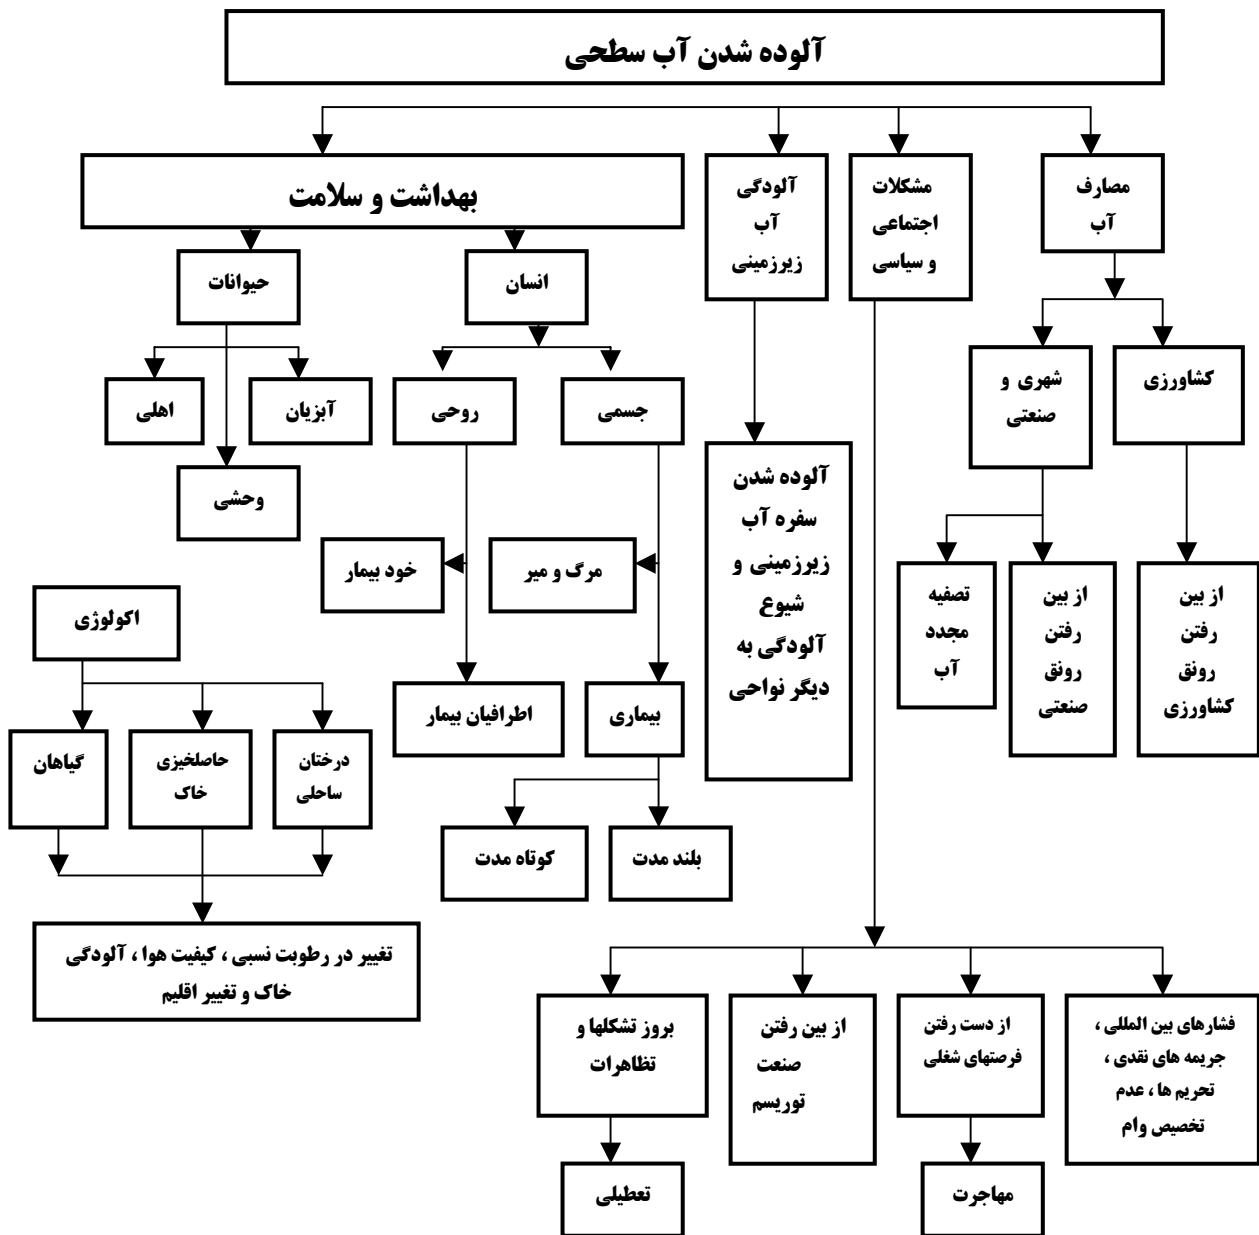 آلوده شدن آب سطحی
مصارف
آب
مشکلات
اجتماعی
و سیاسی
آلودگی
آب
زیرزمینی
بهداشت و سلامت
انسان
حیوانات
کشاورزی
شهری و
صنعتی
جسمی
روحی
آبزیان
اهلی
وحشی
آلوده شدن
سفره آب
زیرزمینی و
شیوع
آلودگی به
دیگر نواحی
مرگ و میر
خود بیمار
از بین
رفتن
رونق
کشاورزی
از بین
رفتن
رونق
صنعتی
تصفیه
مجدد
آب
اکولوژی
بیماری
اطرافیان بیمار
درختان
ساحلی
حاصلخیزی
خاک
گیاهان
بلند مدت
کوتاه مدت
تغییر در رطوبت نسبی ، کیفیت هوا ، آلودگی
خاک و تغییر اقلیم
فشارهای بین المللی ،
جریمه های نقدی ،
تحریم ها ، عدم
تخصیص وام
از دست رفتن
فرصتهای شغلی
از بین رفتن
صنعت
توریسم
بروز تشکلها و
تظاهرات
مهاجرت
تعطیلی